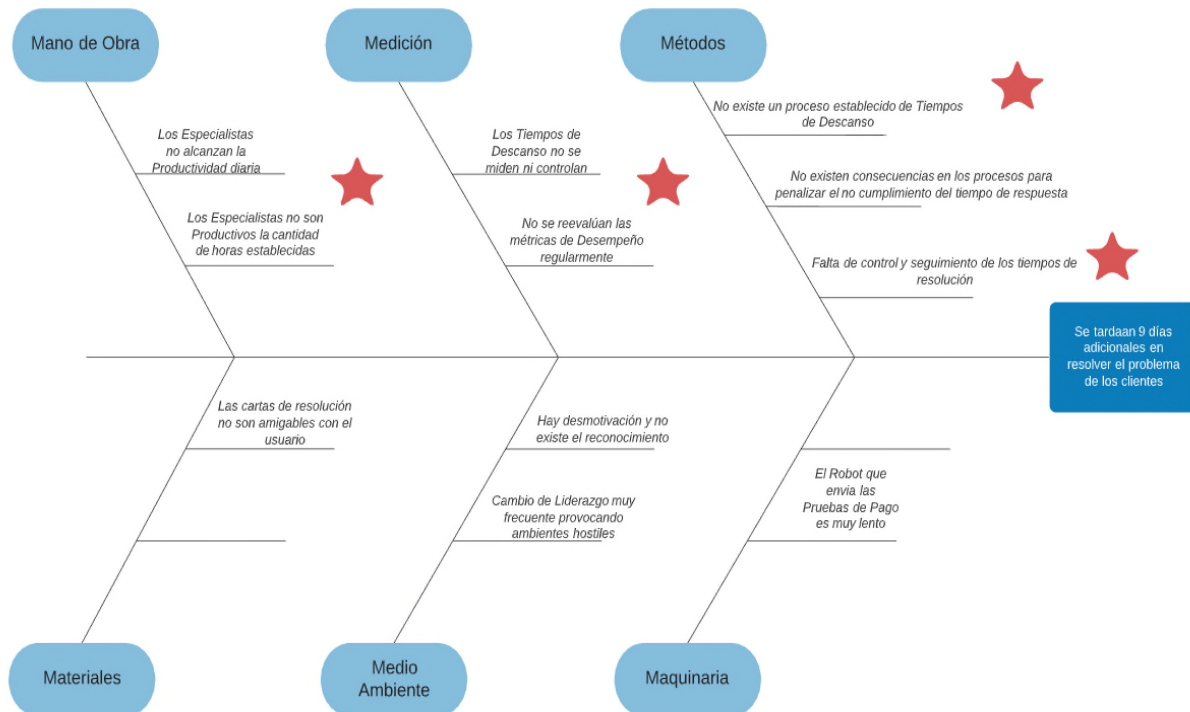 Mano de Obra
Medición
Métodos
No existe un proceso establecido de Tiempos
de Descanso
Los Especialistas
no alcanzan la
Productividad diaria
Los Tiempos de
Descanso no se
miden ni controlan
No existen consecuencias en los procesos para
penalizar el no cumplimiento del tiempo de respuesta
Los Especialistas no son
Productivos la cantidad
de horas establecidas
No se reevalúan las
métricas de Desempeño
regularmente
Falta de control y seguimiento de los tiempos de
resolución
Se tardaan 9 días
adicionales en
resolver el problema
de los clientes
Las cartas de resolución
no son amigables con el
usuario
Hay desmotivación y no
existe el reconocimiento
El Robot que
envia las
Pruebas de Pago
es muy lento
Cambio de Liderazgo muy
frecuente provocando
ambientes hostiles
Materiales
Medio
Ambiente
Maquinaria